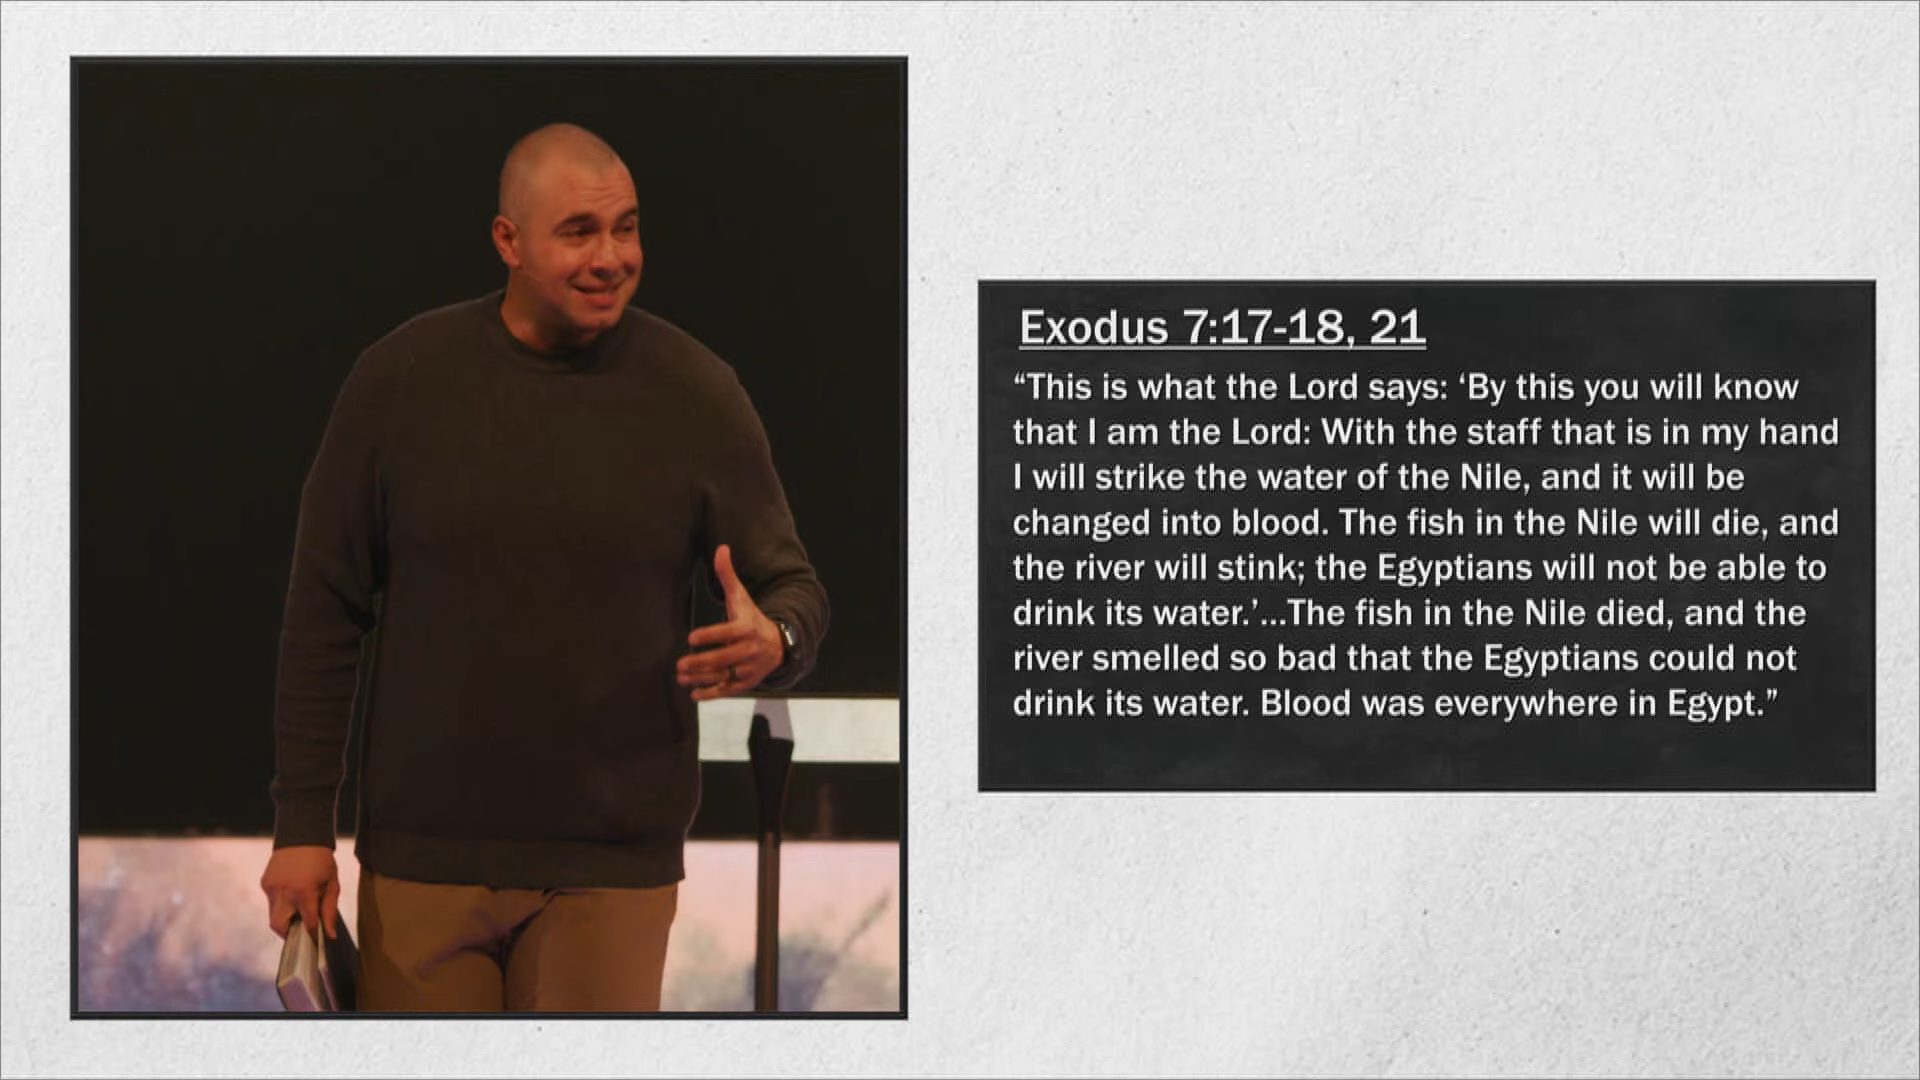 Exodus 7:17-18, 21
“This is what the Lord says: ‘By this you will know
that I am the Lord: With the staff that is in my hand
I will strike the water of the Nile, and it will be
changed into blood. The fish in the Nile will die, and
the river will stink; the Egyptians will not be able to
drink its water.’...The fish in the Nile died, and the
river smelled so bad that the Egyptians could not
drink its water. Blood was everywhere in Egypt.”